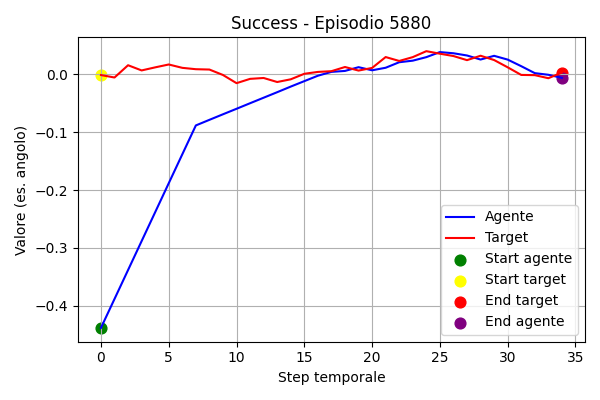 Success - Episodio 5880
Valore (es. angolo)
0.0
−0.1
−0.2
−0.3
−0.4
Agente
Target
Start agente
Start target
End target
End agente
0 5 10 15 20 25 30 35
Step temporale